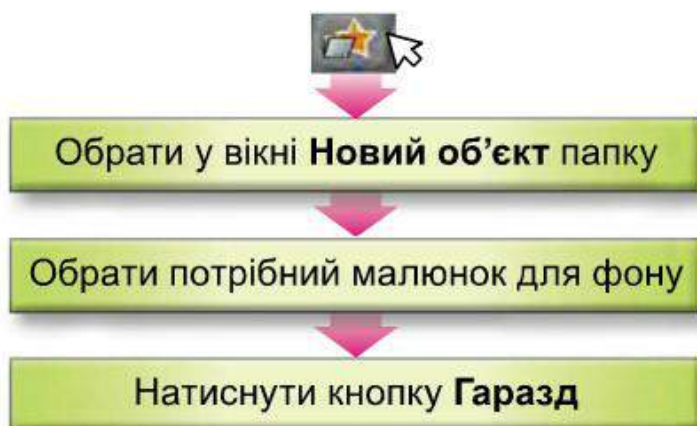 Обрати у вікні Новий об’єкт папку
Обрати потрібний малюнок для фону
Натиснути кнопку Гаразд